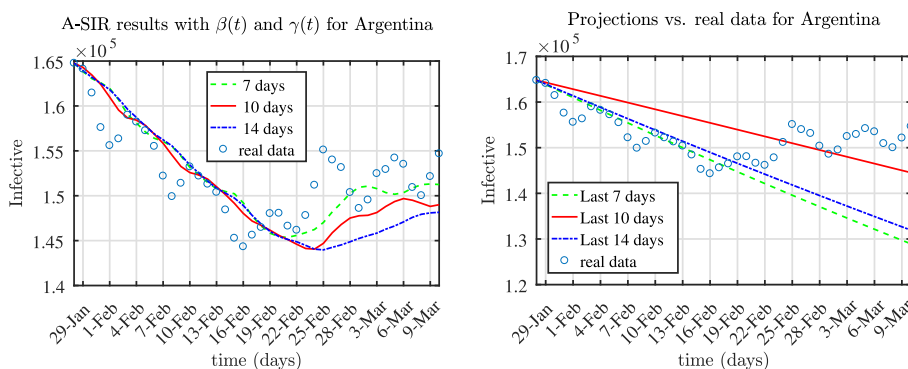 A-SIR results with β(t) and γ(t) for Argentina
×10^5
1.65
1.6
1.55
1.5
1.45
1.4
Infective
7 days
10 days
14 days
real data
29-Jan
1-Feb
4-Feb
7-Feb
10-Feb
13-Feb
16-Feb
19-Feb
22-Feb
25-Feb
28-Feb
3-Mar
6-Mar
9-Mar
time (days)
Projections vs. real data for Argentina
×10^5
1.7
1.6
1.5
1.4
1.3
1.2
Infective
Last 7 days
Last 10 days
Last 14 days
real data
29-Jan
1-Feb
4-Feb
7-Feb
10-Feb
13-Feb
16-Feb
19-Feb
22-Feb
25-Feb
28-Feb
3-Mar
6-Mar
9-Mar
time (days)